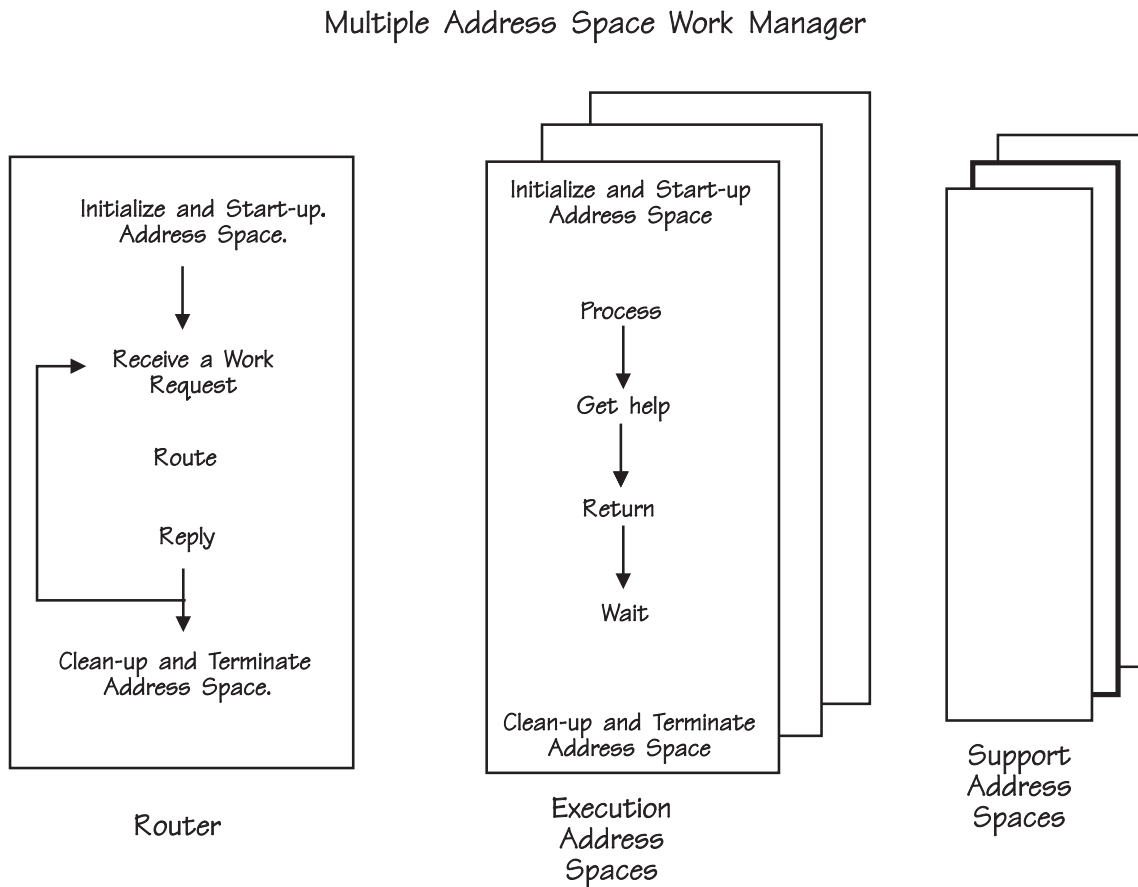 Multiple Address Space Work Manager
Initialize and Start-up.
Address Space.
Receive a Work
Request
Route
Reply
Clean-up and Terminate
Address Space.
Router
Initialize and Start-up
Address Space
Process
Get help
Return
Wait
Clean-up and Terminate
Address Space
Execution
Address
Spaces
Support
Address
Spaces